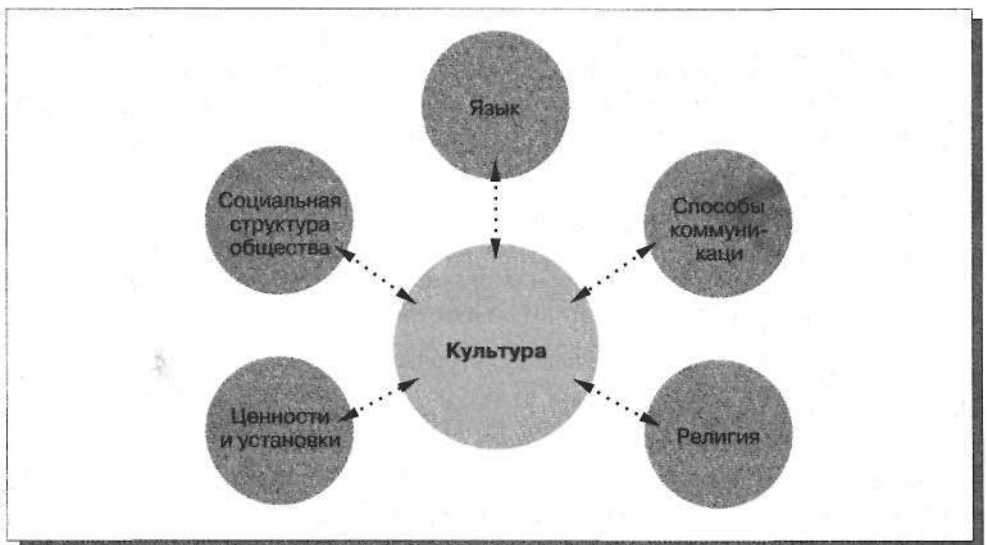 Язык
Социальная
структура
общества
Способы
коммуни-
каци
Культура
Ценности
и установки
Религия